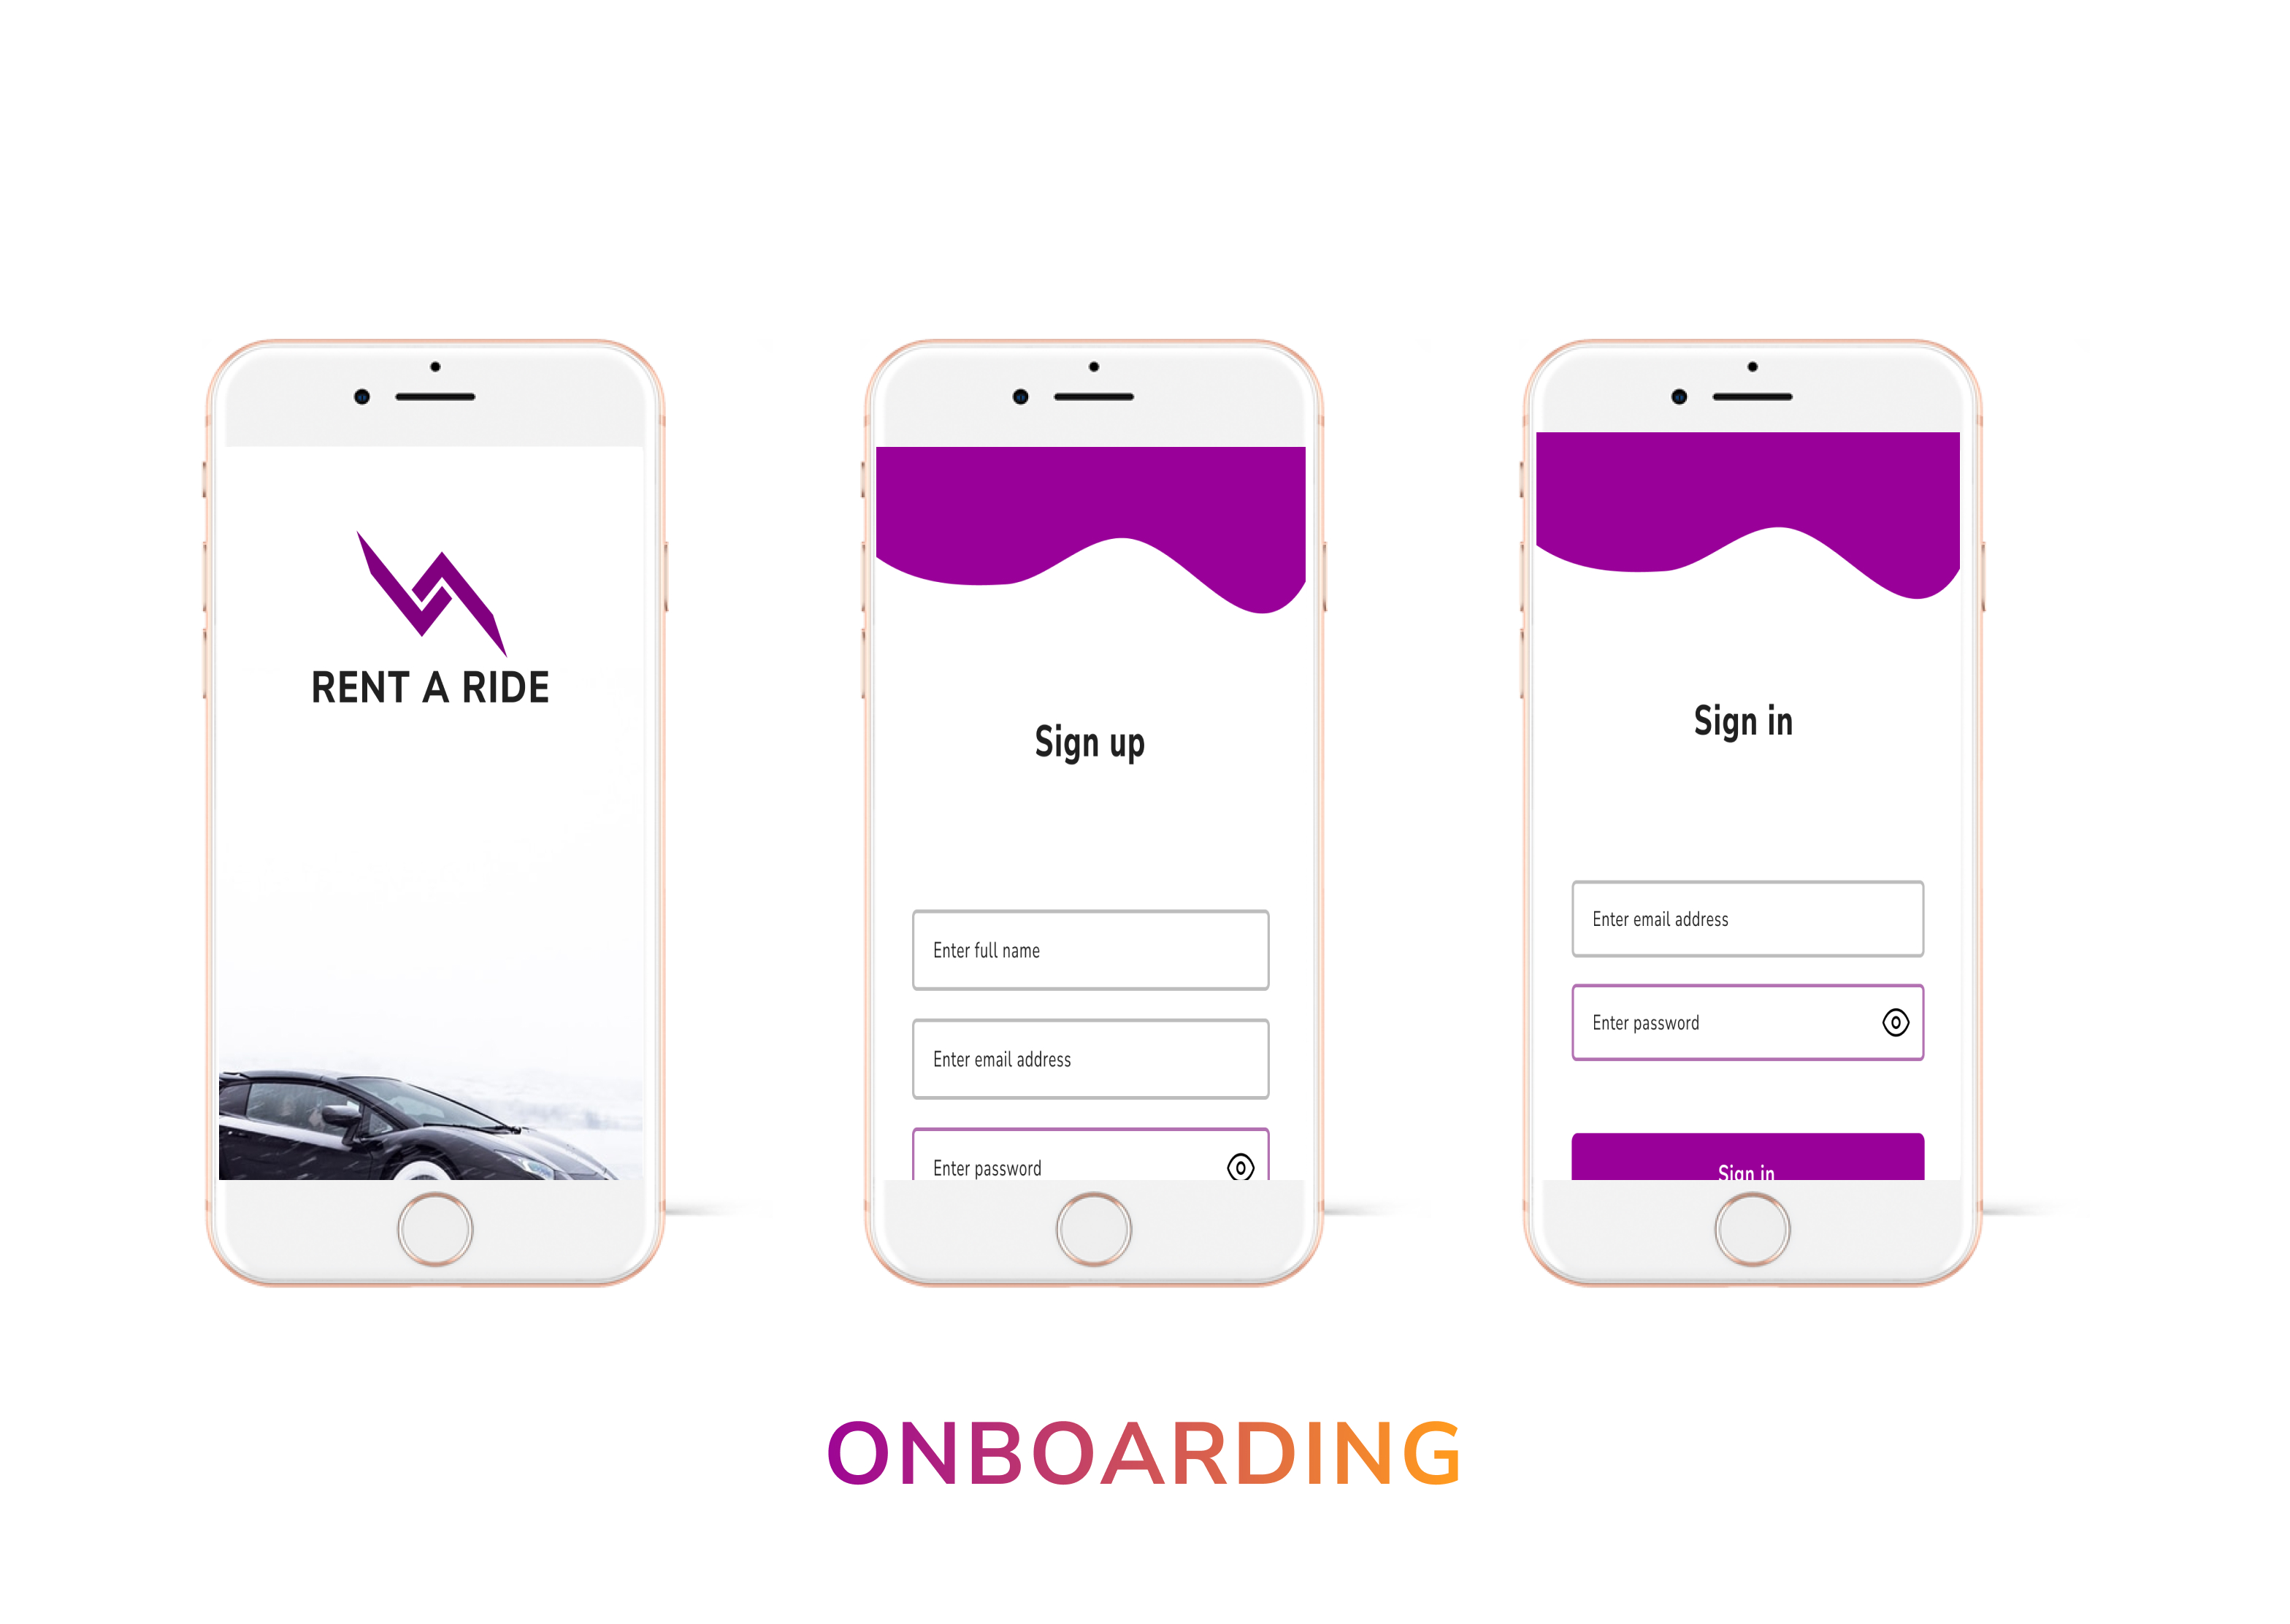 RENT A RIDE
Sign up
Enter full name
Enter email address
Enter password
Sign in
Enter email address
Enter password
Sign in
ONBOARDING